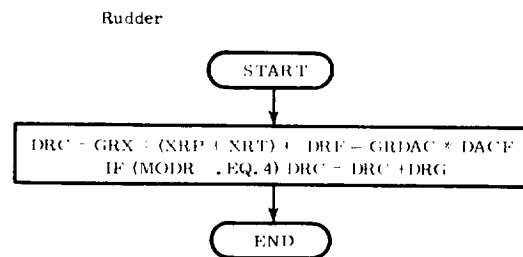 Rudder
START
DRC = GRX * (XRP + XRT) + DRF - GRDAC * DACF
IF (MODR .EQ. 4) DRC = DRC + DRG
END